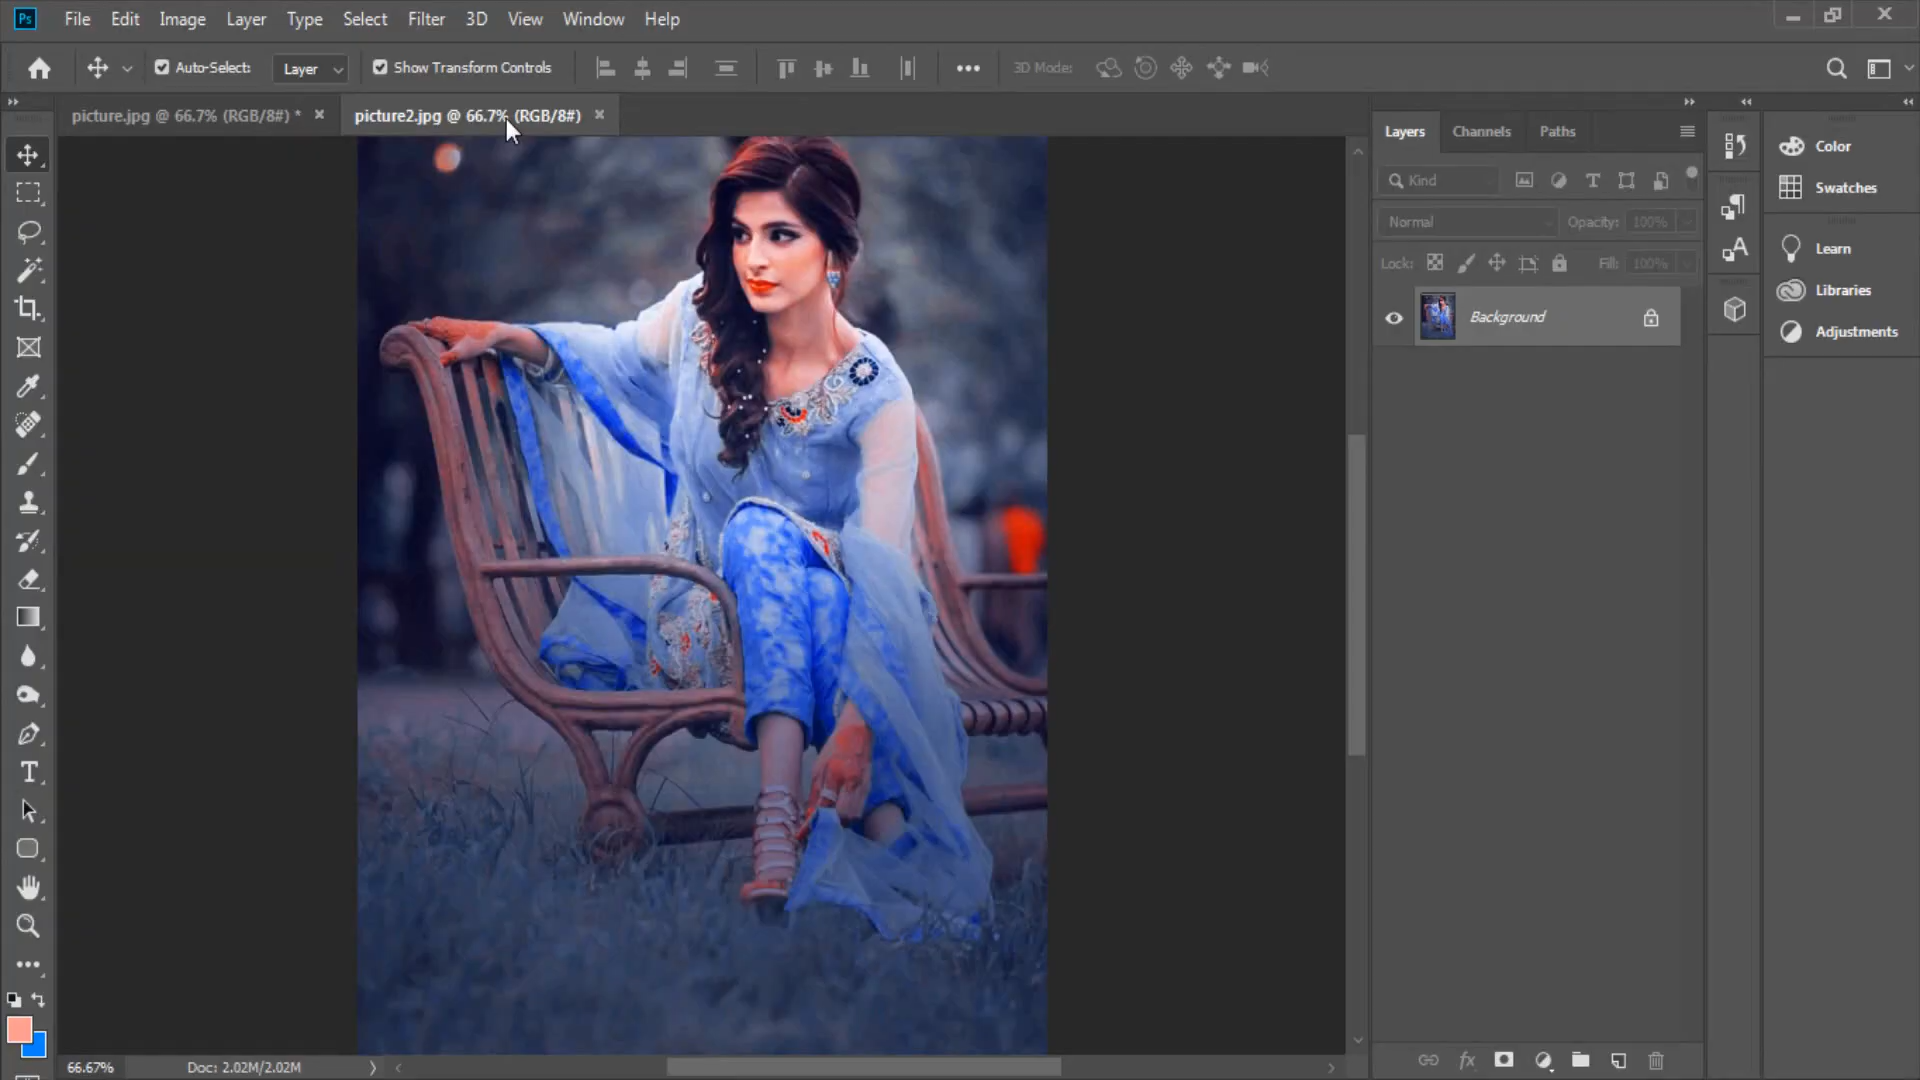 Ps File Edit Image Layer Type Select Filter 3D View Window Help
Auto-Select: Layer Show Transform Controls 3D Mode:
picture.jpg @ 66.7% (RGB/8#) * × picture2.jpg @ 66.7% (RGB/8#) ×
Layers Channels Paths
Kind
Normal Opacity: 100%
Lock: Fill: 100%
Background
Color
Swatches
Learn
Libraries
Adjustments
66.67% Doc: 2.02M/2.02M